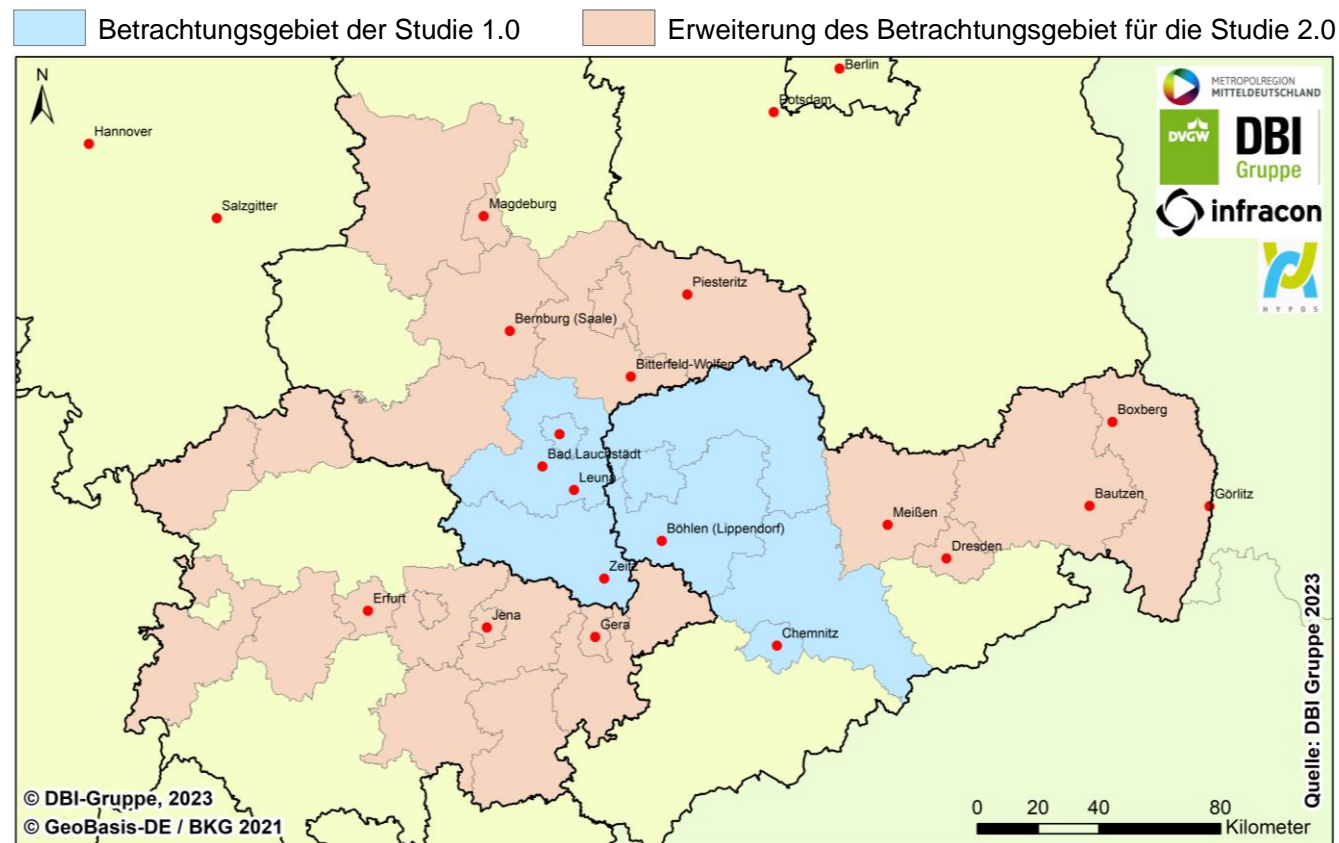 Betrachtungsgebiet der Studie 1.0
Erweiterung des Betrachtungsgebiet für die Studie 2.0
N
Berlin
Potsdam
Hannover
Salzgitter
Magdeburg
Piesteritz
Bernburg (Saale)
Bitterfeld-Wolfen
Boxberg
Bad Lauchstädt
Leuna
Bautzen
Görlitz
Meißen
Böhlen (Lippendorf)
Dresden
Zeitz
Erfurt
Jena
Gera
Chemnitz
METROPOLREGION
MITTELDEUTSCHLAND
DVGW
DBI
Gruppe
infracon
HYPOS
Quelle: DBI Gruppe 2023
© DBI-Gruppe, 2023
© GeoBasis-DE / BKG 2021
0 20 40 80
Kilometer